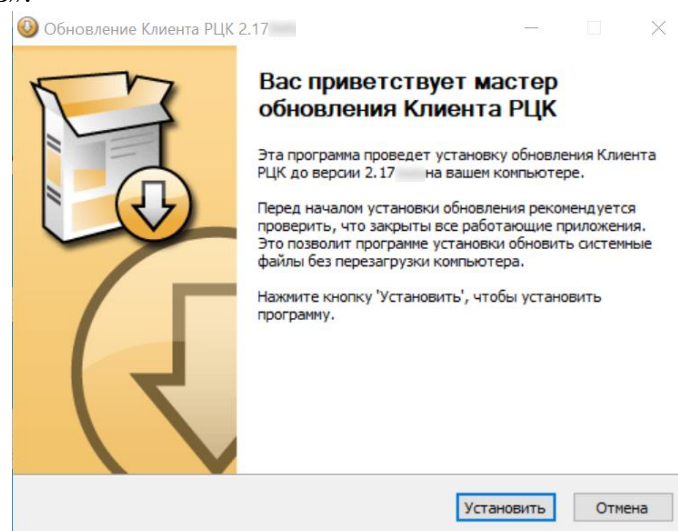 Обновление Клиента РЦК 2.17
Вас приветствует мастер
обновления Клиента РЦК
Эта программа проведет установку обновления Клиента
РЦК до версии 2.17 на вашем компьютере.
Перед началом установки обновления рекомендуется
проверить, что закрыты все работающие приложения.
Это позволит программе установки обновить системные
файлы без перезагрузки компьютера.
Нажмите кнопку 'Установить', чтобы установить
программу.
Установить
Отмена